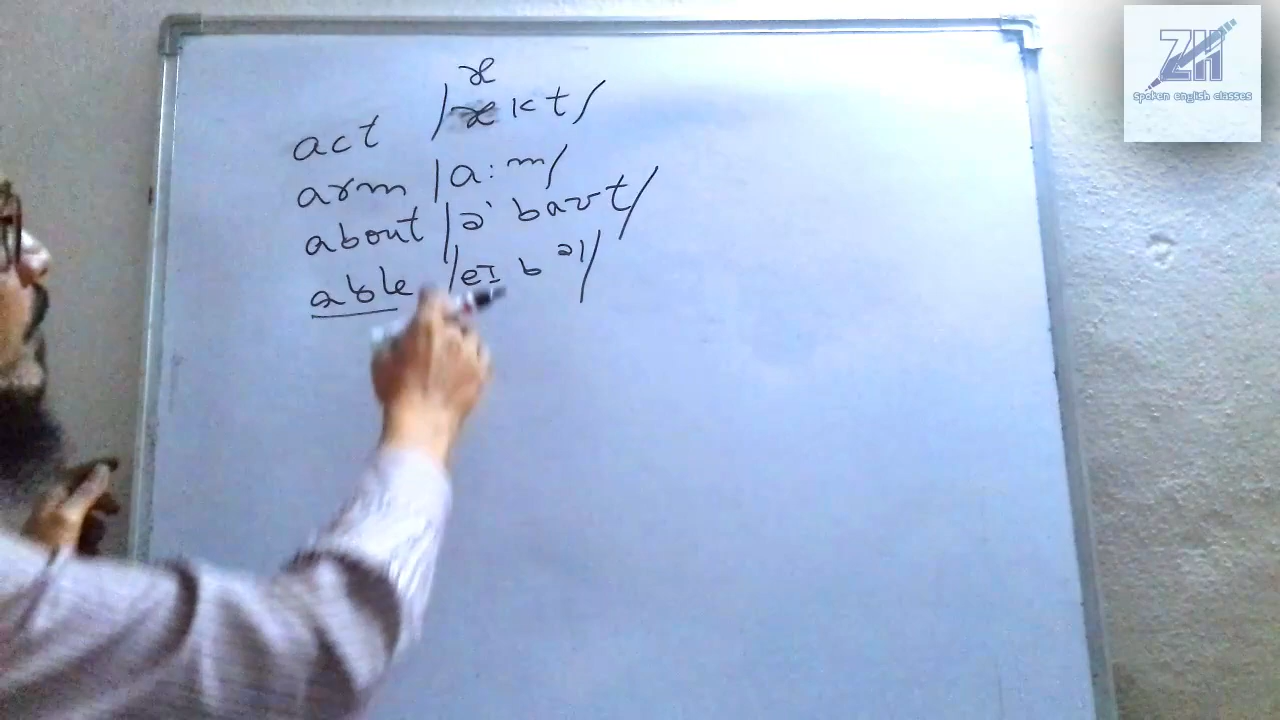 æ
act /ækt/
arm /a:m/
about /ə'baʊt/
able /eɪbəl/
ZH
spoken english classes